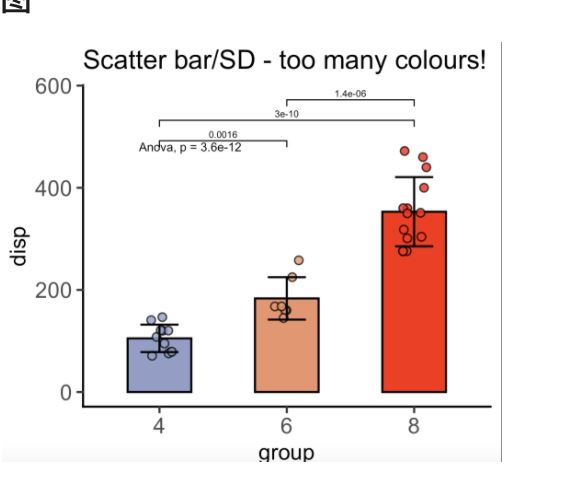 图
Scatter bar/SD - too many colours!
600
1.4e-06
3e-10
0.0016
Anova, p = 3.6e-12
400
disp
200
0
4 6 8
group